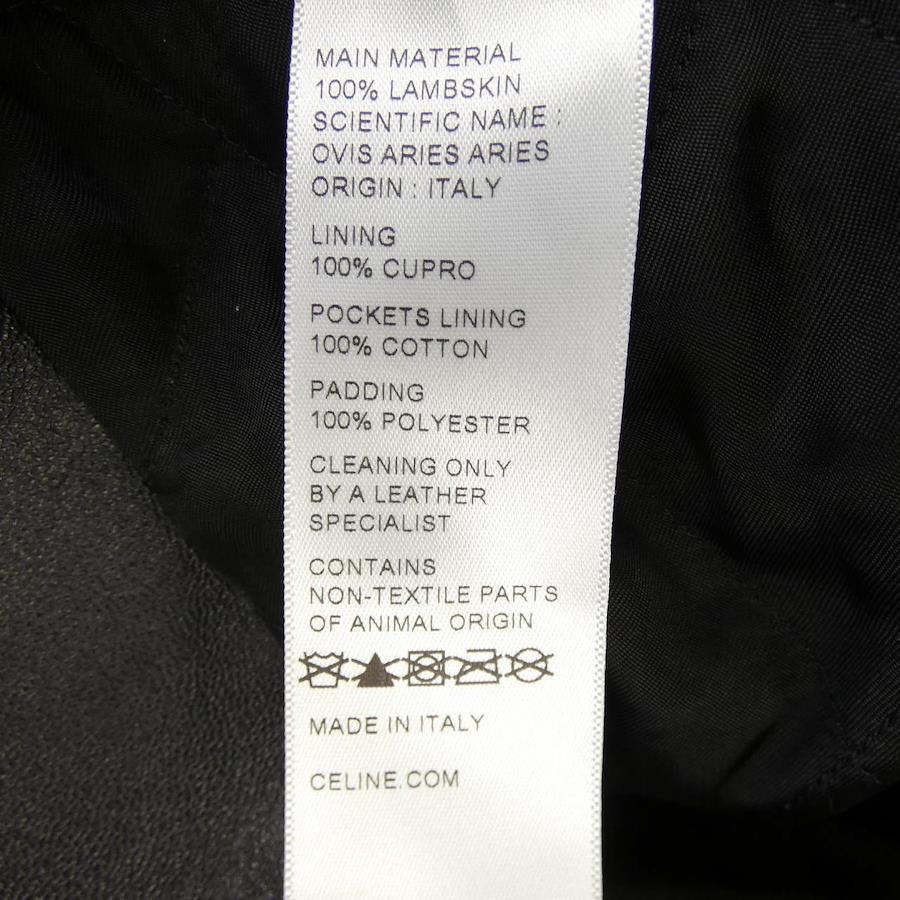 MAIN MATERIAL
100% LAMBSKIN
SCIENTIFIC NAME :
OVIS ARIES ARIES
ORIGIN : ITALY
LINING
100% CUPRO
POCKETS LINING
100% COTTON
PADDING
100% POLYESTER
CLEANING ONLY
BY A LEATHER
SPECIALIST
CONTAINS
NON-TEXTILE PARTS
OF ANIMAL ORIGIN
MADE IN ITALY
CELINE.COM